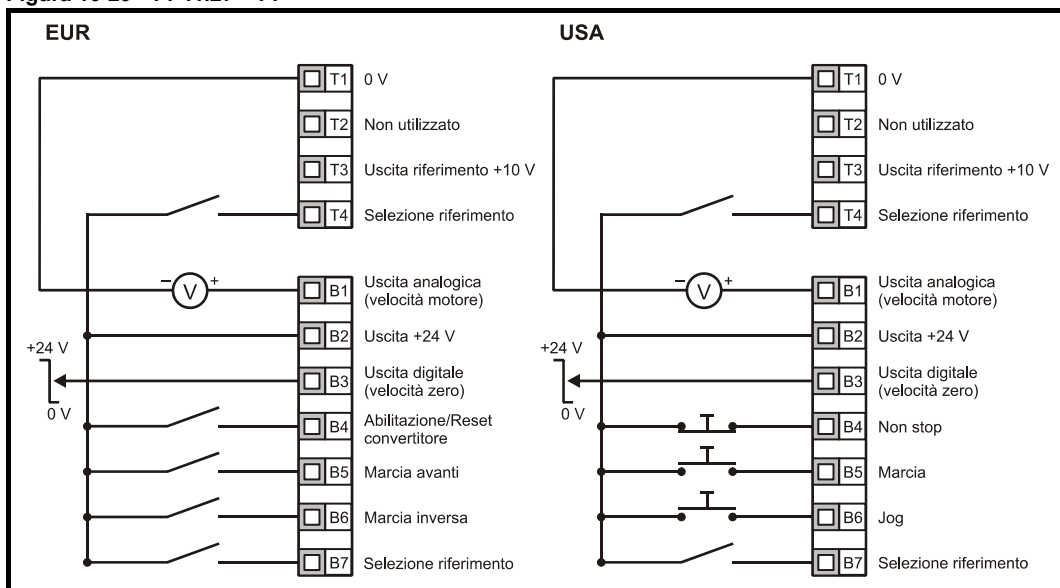 EUR
T1 0 V
T2 Non utilizzato
T3 Uscita riferimento +10 V
T4 Selezione riferimento
− V +
B1 Uscita analogica
(velocità motore)
B2 Uscita +24 V
+24 V
0 V
B3 Uscita digitale
(velocità zero)
B4 Abilitazione/Reset
convertitore
B5 Marcia avanti
B6 Marcia inversa
B7 Selezione riferimento
USA
T1 0 V
T2 Non utilizzato
T3 Uscita riferimento +10 V
T4 Selezione riferimento
− V +
B1 Uscita analogica
(velocità motore)
B2 Uscita +24 V
+24 V
0 V
B3 Uscita digitale
(velocità zero)
B4 Non stop
B5 Marcia
B6 Jog
B7 Selezione riferimento